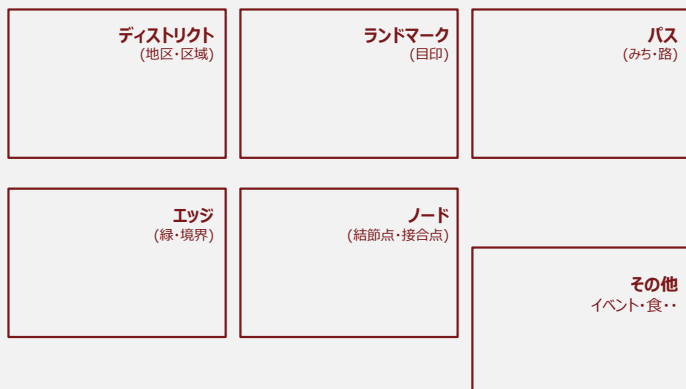 ディストリクト
(地区・区域)
ランドマーク
(目印)
パス
(みち・路)
エッジ
(緑・境界)
ノード
(結節点・接合点)
その他
イベント・食・・